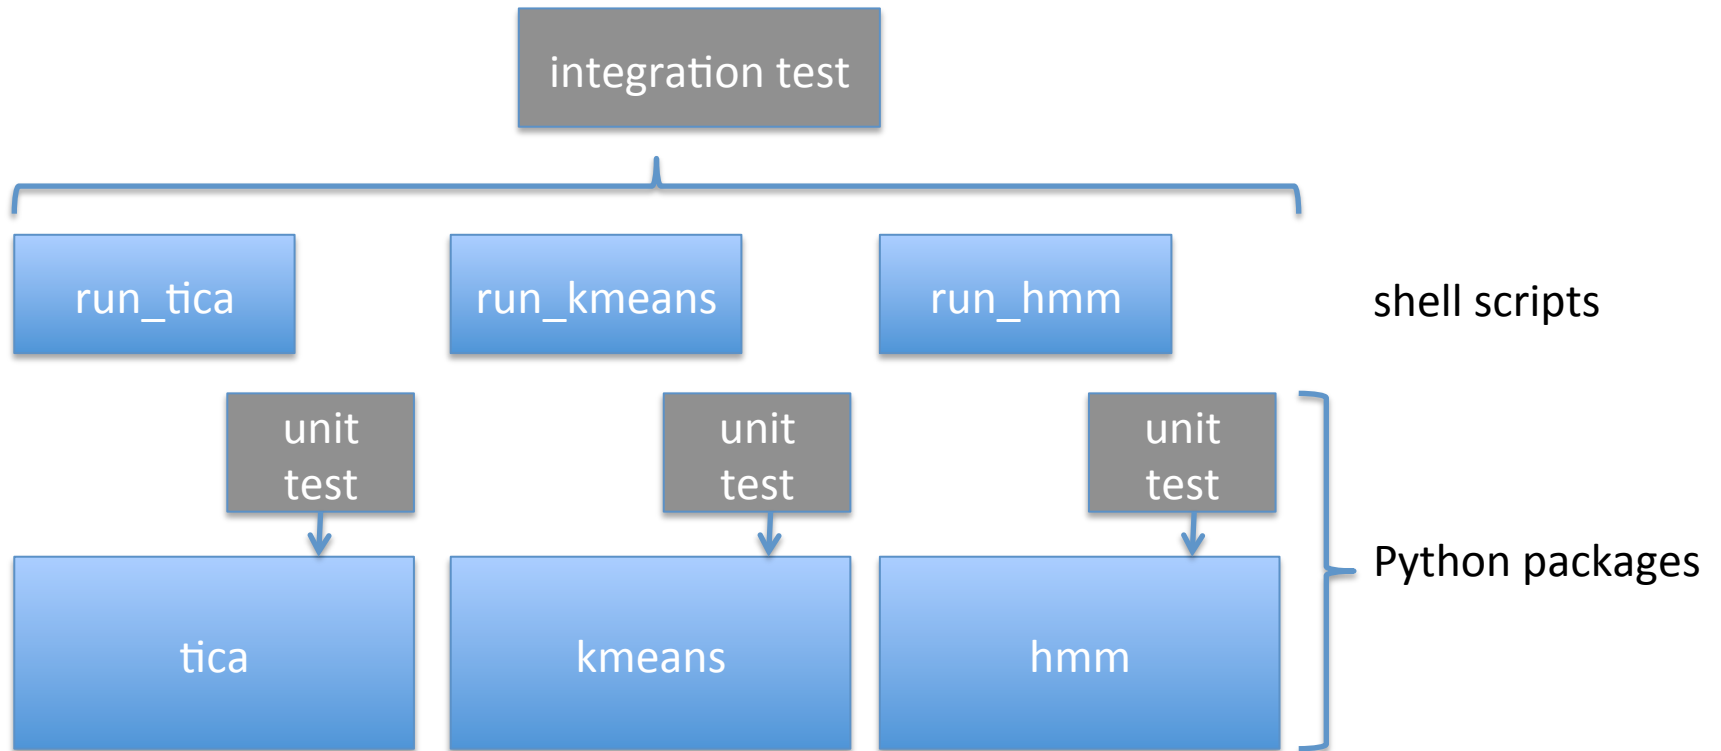 integration test
run_tica
run_kmeans
run_hmm
shell scripts
unit
test
unit
test
unit
test
Python packages
tica
kmeans
hmm